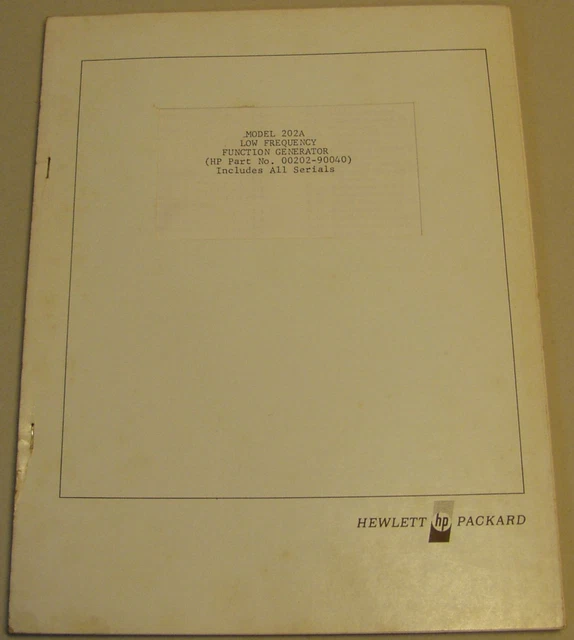 MODEL 202A
LOW FREQUENCY
FUNCTION GENERATOR
(HP Part No. 00202-90040)
Includes All Serials
HEWLETT hp PACKARD